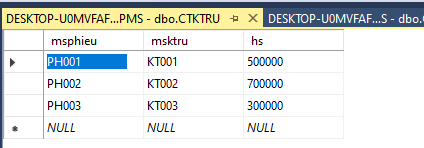 DESKTOP-U0MVFAF...PMS - dbo.CTKTRU DESKTOP-U0MVFAF...S - dbo.
msphieu msktru hs
PH001 KT001 500000
PH002 KT002 700000
PH003 KT003 300000
NULL NULL NULL